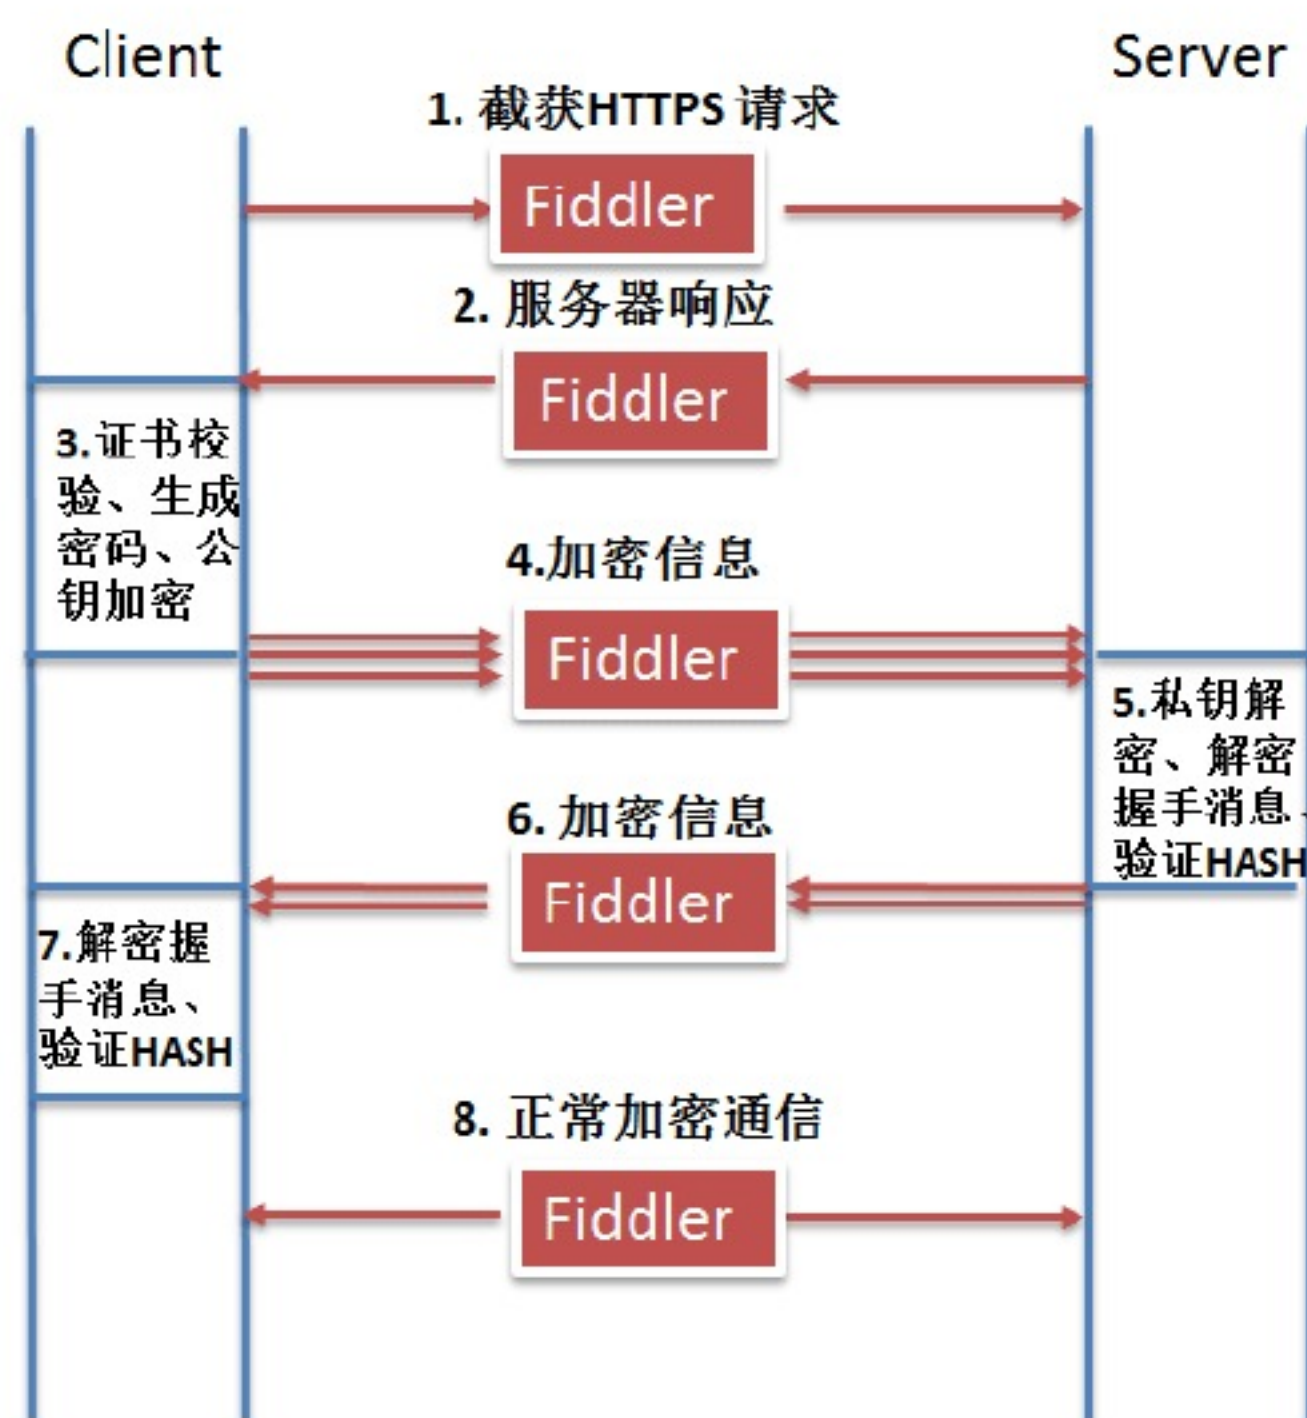 Client
Server
1. 截获HTTPS 请求
Fiddler
2. 服务器响应
Fiddler
3.证书校
验、生成
密码、公
钥加密
4.加密信息
Fiddler
5.私钥解
密、解密
握手消息、
验证HASH
6. 加密信息
Fiddler
7.解密握
手消息、
验证HASH
8. 正常加密通信
Fiddler